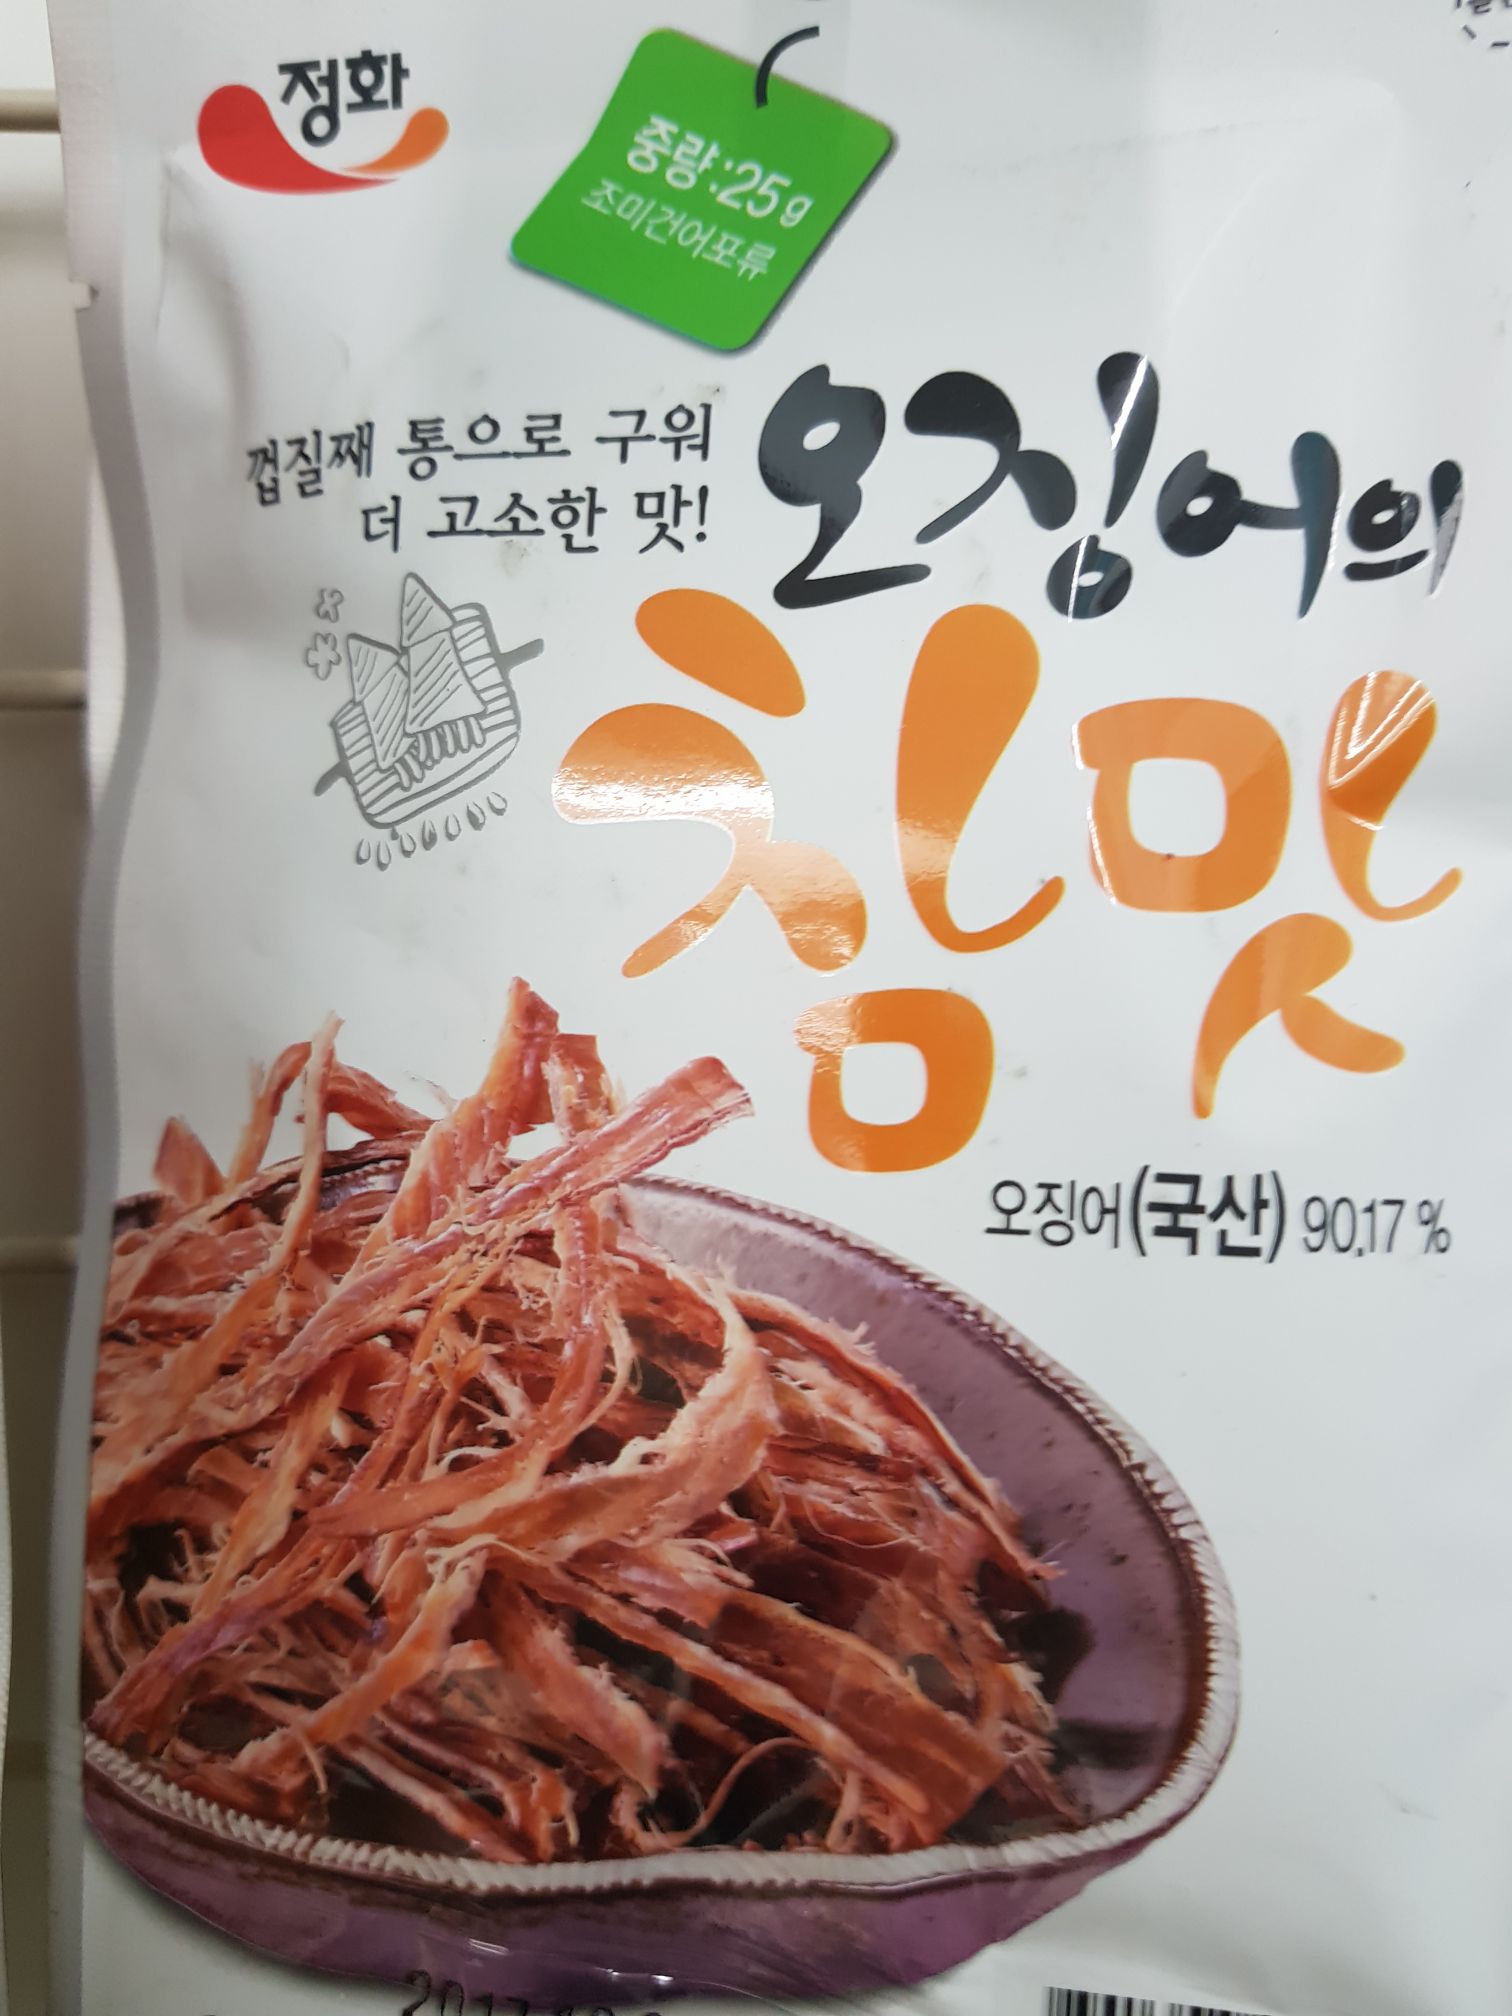 정화
중량:25g
조미건어포류
껍질째 통으로 구워
더 고소한 맛!
오징어의
참맛
오징어(국산) 90.17 %